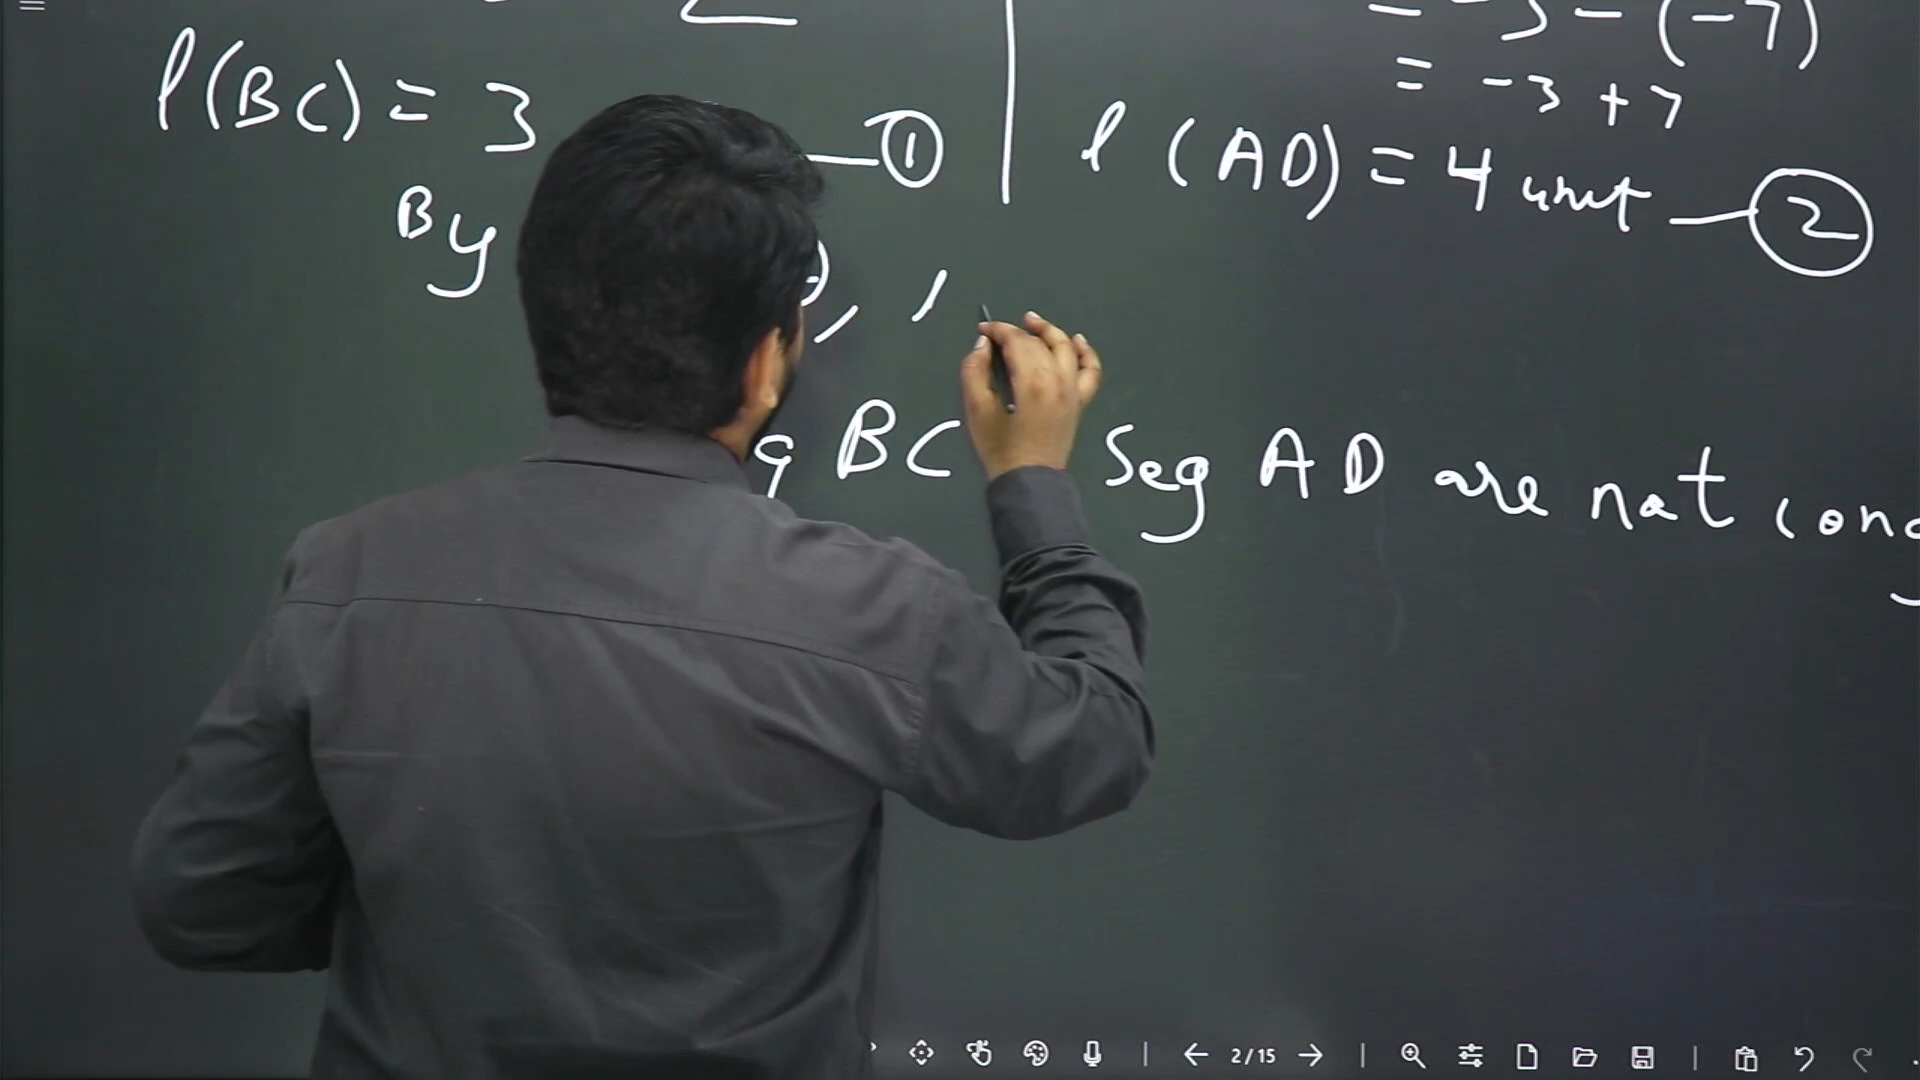 l(BC) = 3 — 1
= -3 - (-7)
= -3 + 7
l (AD) = 4 unit — 2
By
BC Seg AD are not cong
2/15